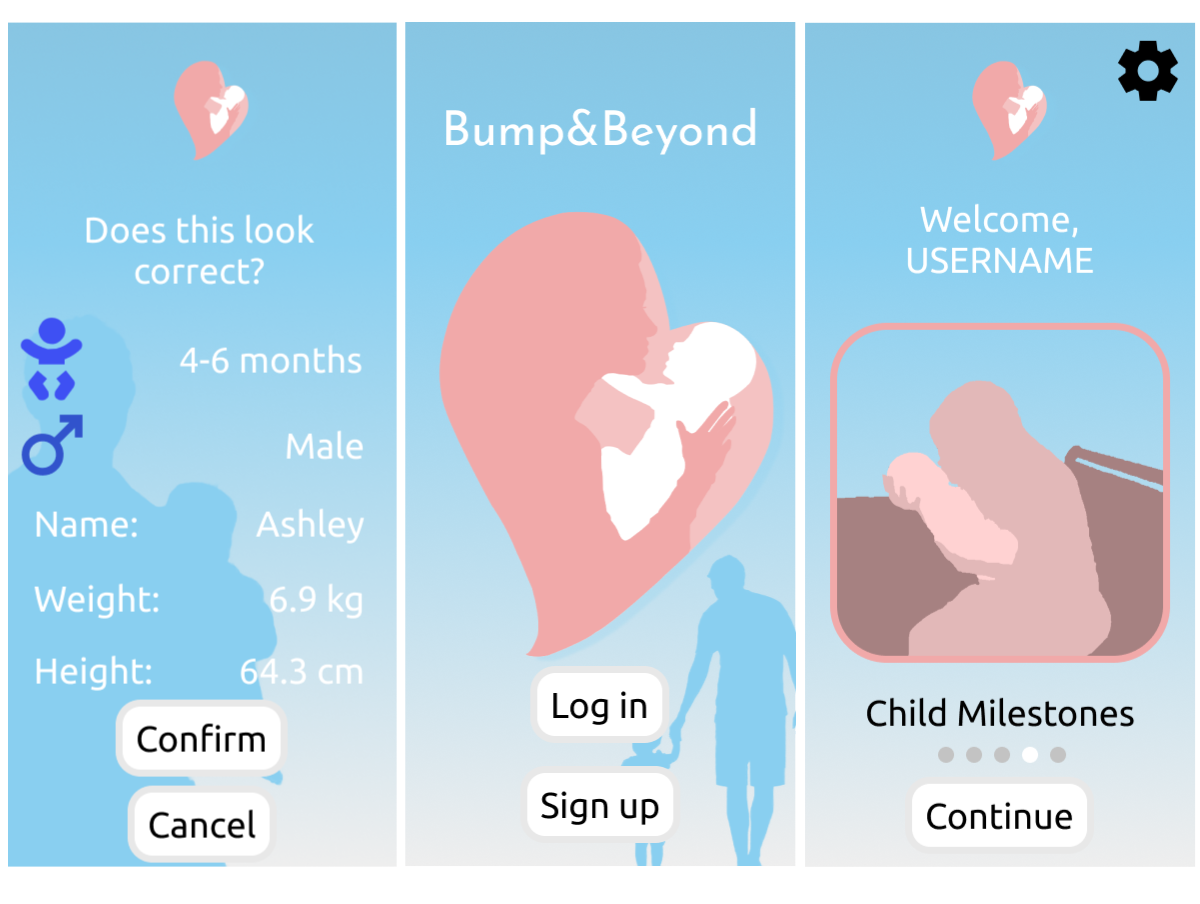 Does this look
correct?
4-6 months
Male
Name: Ashley
Weight: 6.9 kg
Height: 64.3 cm
Confirm
Cancel
Bump&Beyond
Log in
Sign up
Welcome,
USERNAME
Child Milestones
Continue